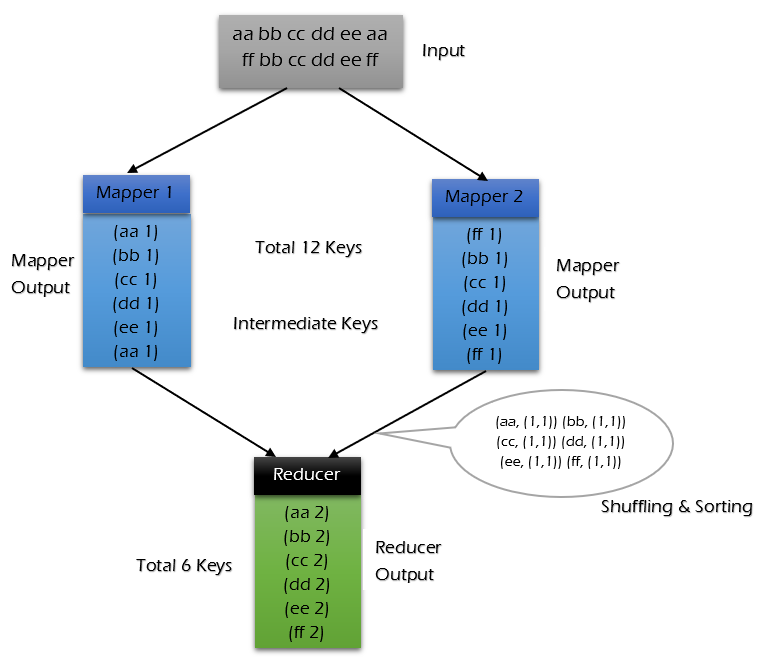 aa bb cc dd ee aa
ff bb cc dd ee ff
Input
Mapper 1
(aa 1)
(bb 1)
(cc 1)
(dd 1)
(ee 1)
(aa 1)
Mapper
Output
Total 12 Keys
Intermediate Keys
Mapper 2
(ff 1)
(bb 1)
(cc 1)
(dd 1)
(ee 1)
(ff 1)
Mapper
Output
(aa, (1,1)) (bb, (1,1))
(cc, (1,1)) (dd, (1,1))
(ee, (1,1)) (ff, (1,1))
Shuffling & Sorting
Reducer
(aa 2)
(bb 2)
(cc 2)
(dd 2)
(ee 2)
(ff 2)
Total 6 Keys
Reducer
Output